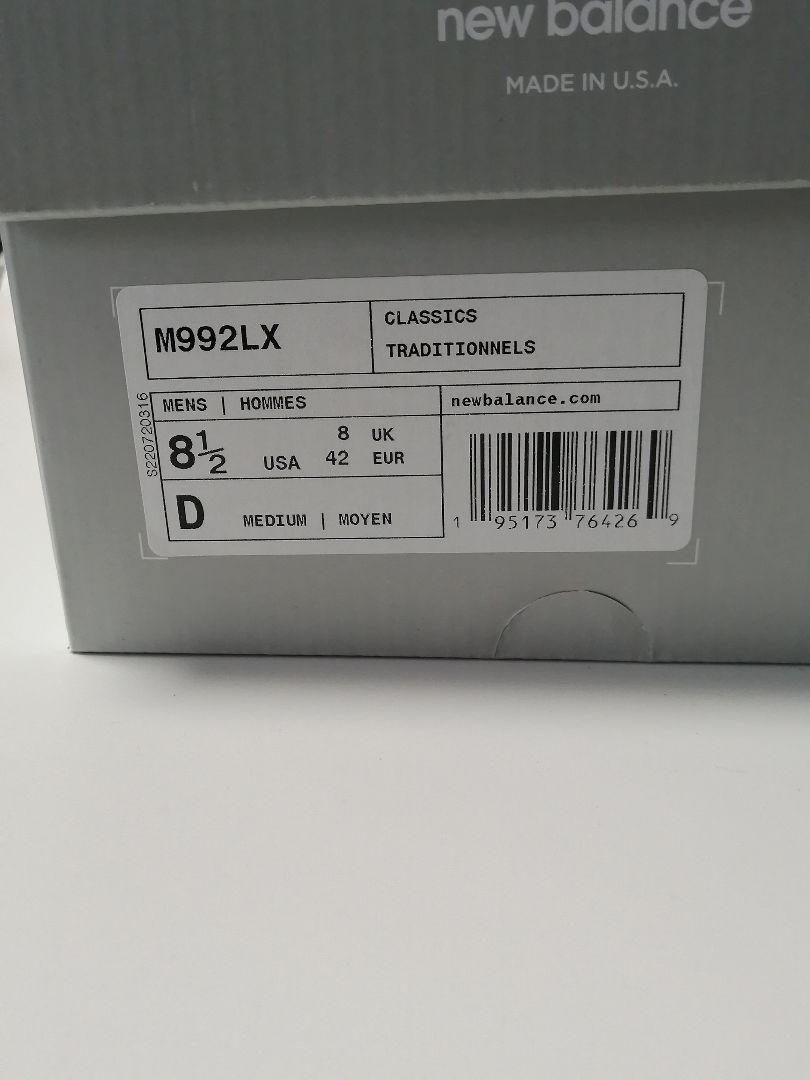 new balance
MADE IN U.S.A.
M992LX
CLASSICS
TRADITIONNELS
S220720316
MENS | HOMMES
newbalance.com
8½ USA
8 UK
42 EUR
D MEDIUM | MOYEN
1 95173 76426 9